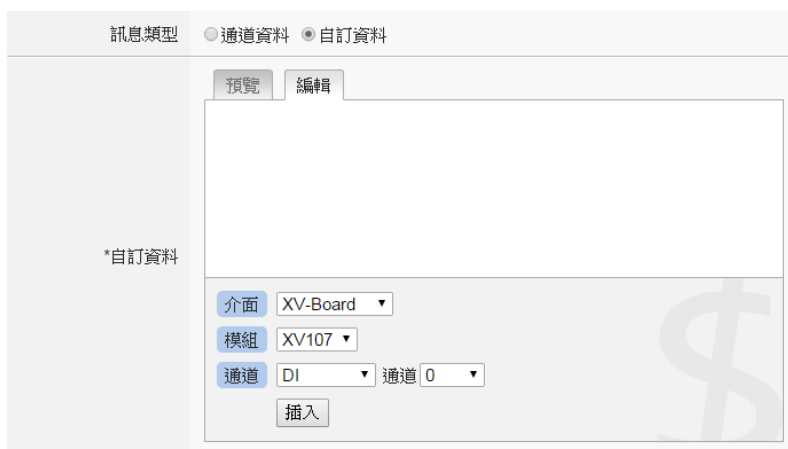 訊息類型 通道資料 自訂資料
預覽 編輯
*自訂資料
介面 XV-Board
模組 XV107
通道 DI 通道 0
插入
$